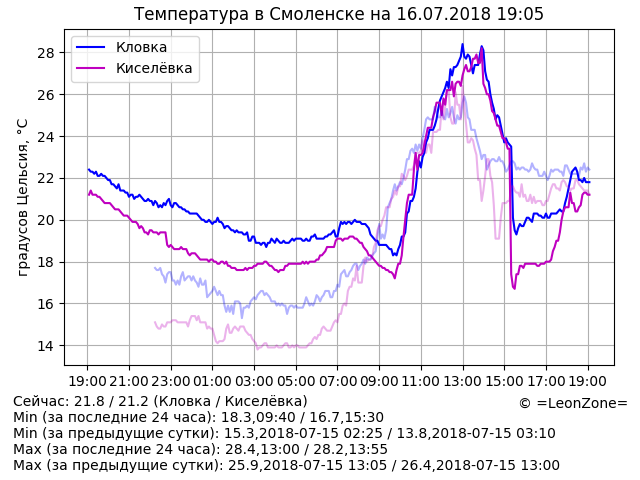 Температура в Смоленске на 16.07.2018 19:05
Кловка
Киселёвка
градусов Цельсия, °C
28
26
24
22
20
18
16
14
19:00 21:00 23:00 01:00 03:00 05:00 07:00 09:00 11:00 13:00 15:00 17:00 19:00
Сейчас: 21.8 / 21.2 (Кловка / Киселёвка)
© =LeonZone=
Min (за последние 24 часа): 18.3,09:40 / 16.7,15:30
Min (за предыдущие сутки): 15.3,2018-07-15 02:25 / 13.8,2018-07-15 03:10
Max (за последние 24 часа): 28.4,13:00 / 28.2,13:55
Max (за предыдущие сутки): 25.9,2018-07-15 13:05 / 26.4,2018-07-15 13:00